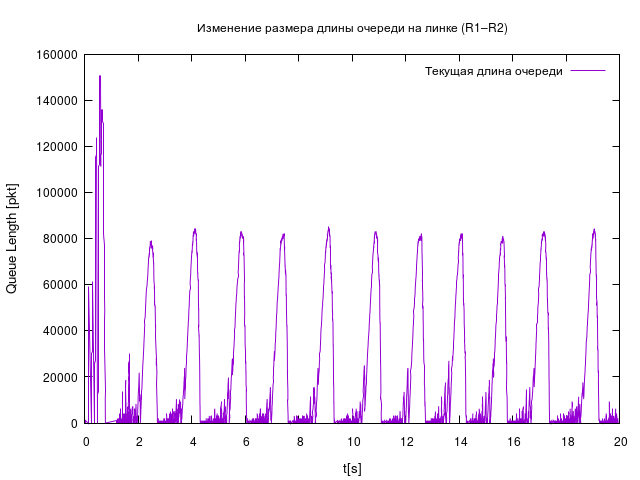 Изменение размера длины очереди на линке (R1–R2)
160000
Текущая длина очереди
140000
120000
100000
Queue Length [pkt]
80000
60000
40000
20000
0
0 2 4 6 8 10 12 14 16 18 20
t[s]